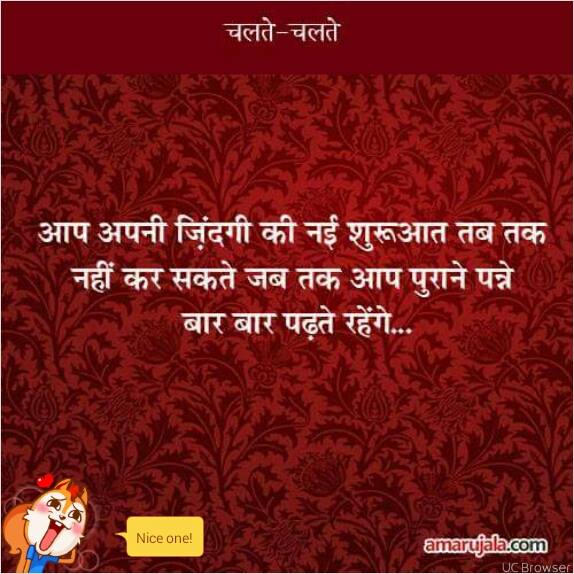 चलते-चलते
आप अपनी ज़िंदगी की नई शुरूआत तब तक
नहीं कर सकते जब तक आप पुराने पन्ने
बार बार पढ़ते रहेंगे...
Nice one!
amarujala.com
UC Browser